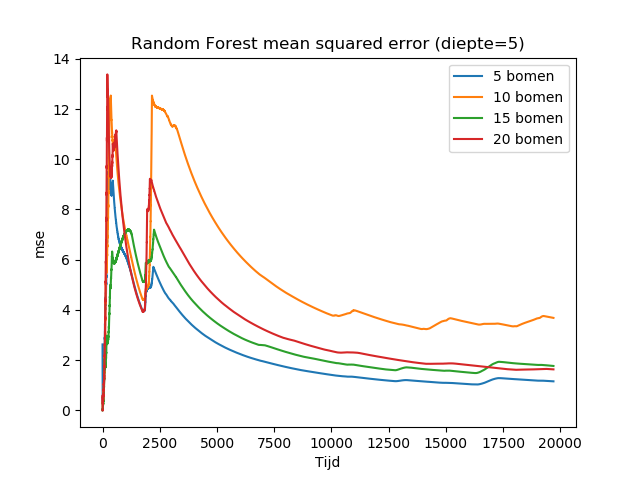 Random Forest mean squared error (diepte=5)
5 bomen
10 bomen
15 bomen
20 bomen
mse
14
12
10
8
6
4
2
0
0 2500 5000 7500 10000 12500 15000 17500 20000
Tijd